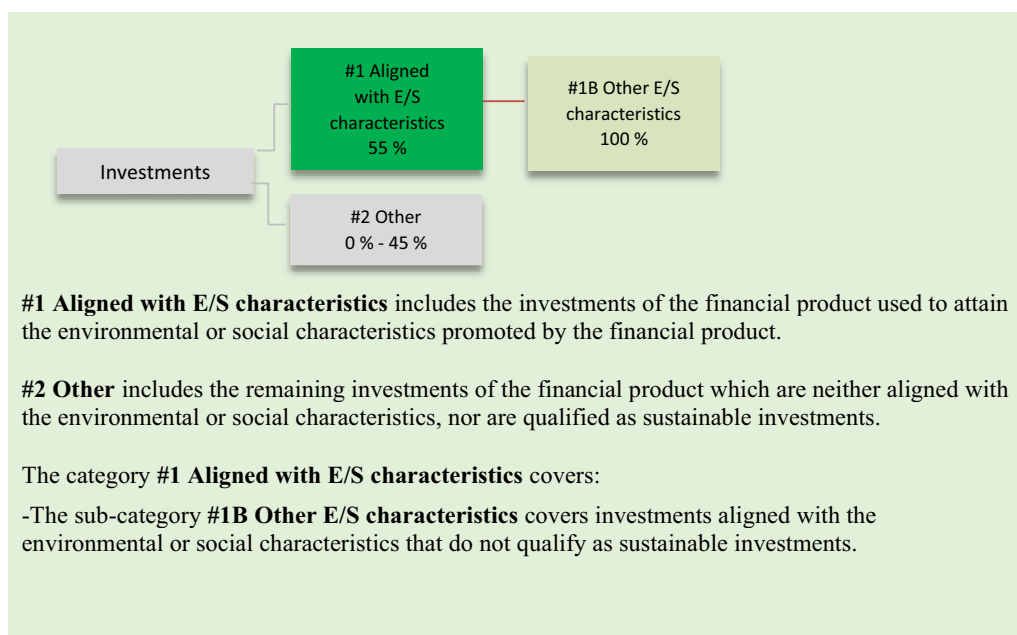 #1 Aligned
with E/S
characteristics
55 %
#1B Other E/S
characteristics
100 %
Investments
#2 Other
0 % - 45 %
#1 Aligned with E/S characteristics includes the investments of the financial product used to attain
the environmental or social characteristics promoted by the financial product.
#2 Other includes the remaining investments of the financial product which are neither aligned with
the environmental or social characteristics, nor are qualified as sustainable investments.
The category #1 Aligned with E/S characteristics covers:
-The sub-category #1B Other E/S characteristics covers investments aligned with the
environmental or social characteristics that do not qualify as sustainable investments.